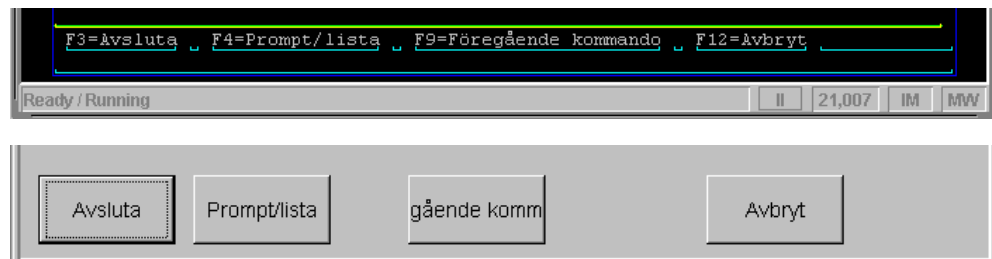 F3=Avsluta F4=Prompt/lista F9=Föregående kommando F12=Avbryt
Ready / Running II 21,007 IM MW
Avsluta Prompt/lista gående komm Avbryt